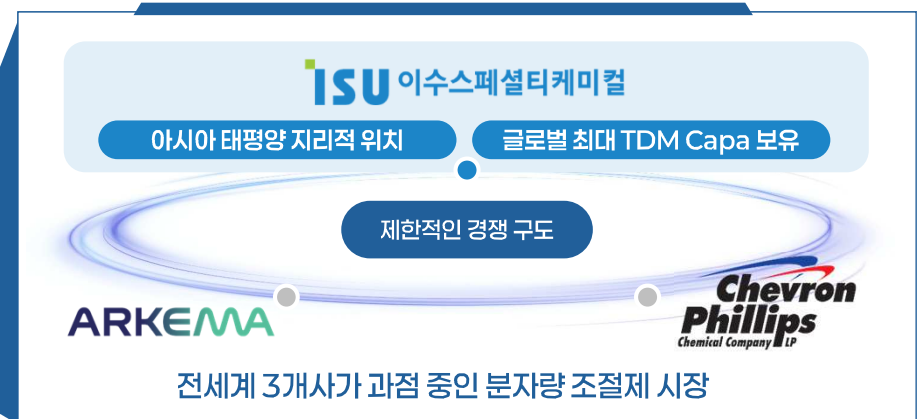 ISU 이수스페셜티케미컬
아시아 태평양 지리적 위치
글로벌 최대 TDM Capa 보유
제한적인 경쟁 구도
ARKEMA
Chevron
Phillips
Chemical Company LP
전세계 3개사가 과점 중인 분자량 조절제 시장